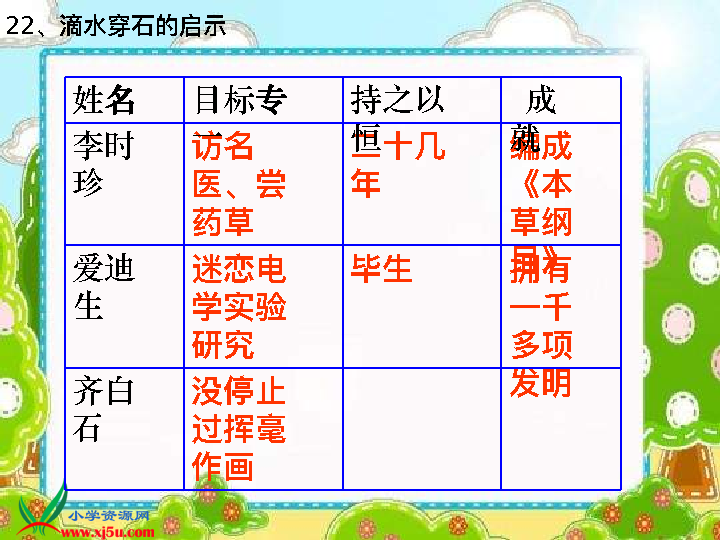 22、滴水穿石的启示
姓名
目标专
持之以
恒
成
就
李时
珍
访名
医、尝
药草
二十几
年
编成
《本
草纲
目》
爱迪
生
迷恋电
学实验
研究
毕生
拥有
一千
多项
发明
齐白
石
没停止
过挥毫
作画
小学资源网
www.xj5u.com